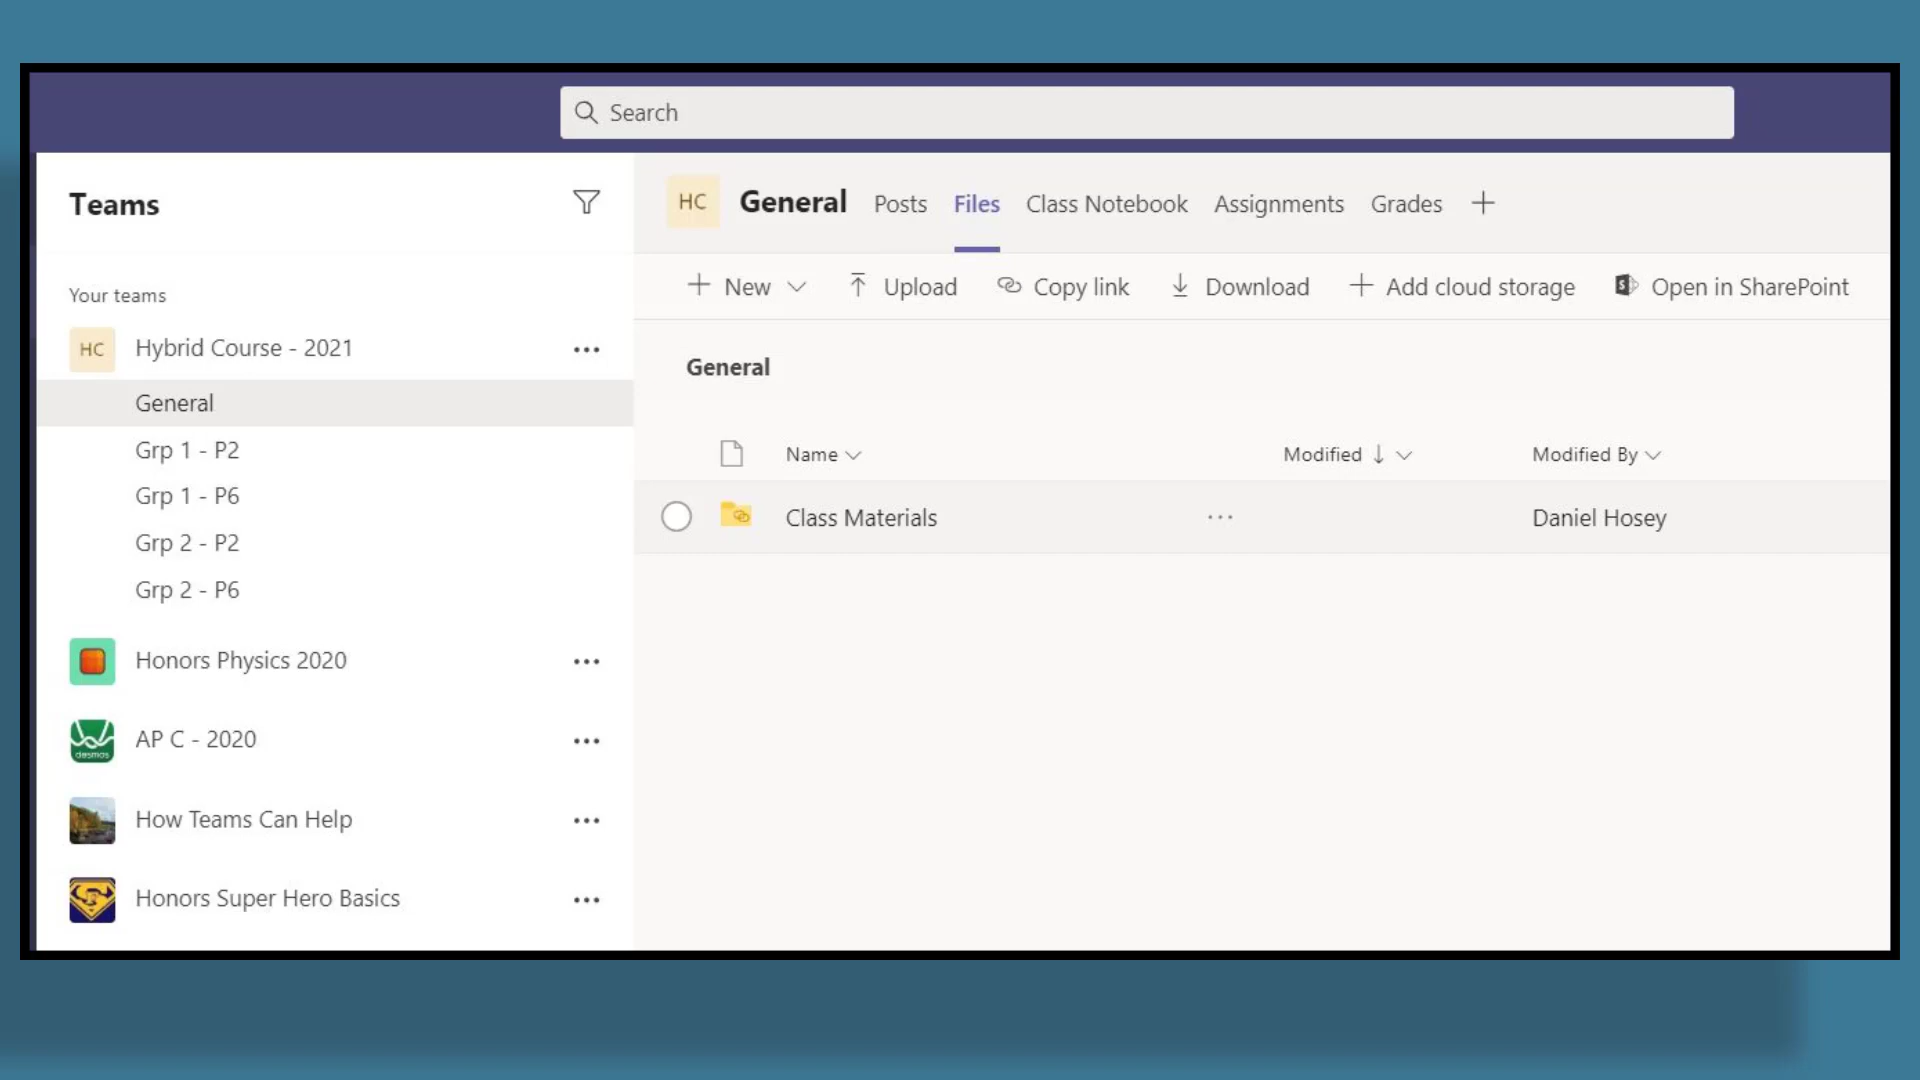 Search
Teams
HC General Posts Files Class Notebook Assignments Grades
New Upload Copy link Download Add cloud storage Open in SharePoint
Your teams
HC Hybrid Course - 2021
General
Grp 1 - P2
Grp 1 - P6
Grp 2 - P2
Grp 2 - P6
Honors Physics 2020
desmos AP C - 2020
How Teams Can Help
S Honors Super Hero Basics
General
Name Modified Modified By
Class Materials Daniel Hosey